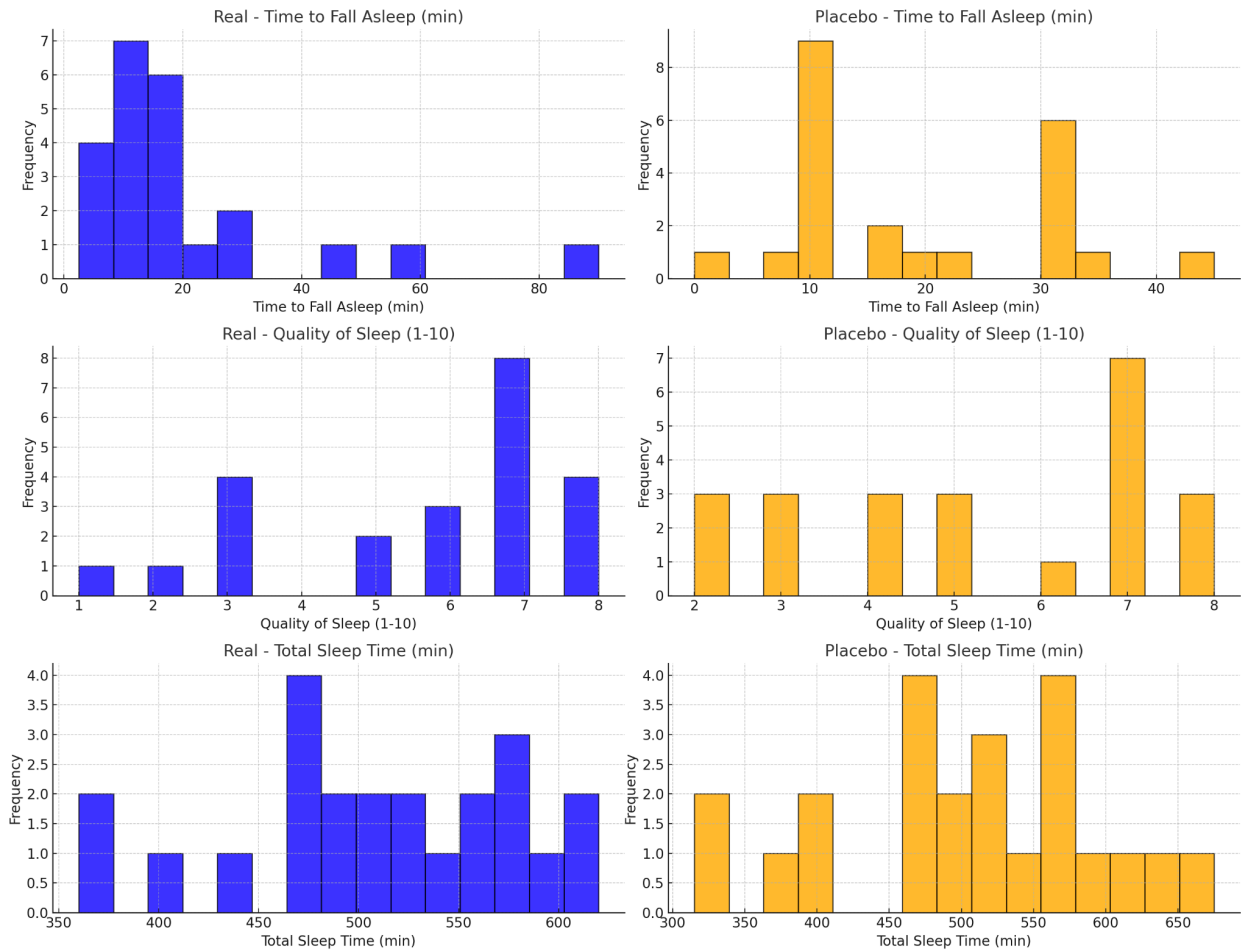 Real - Time to Fall Asleep (min)
Frequency
7
6
5
4
3
2
1
0
0 20 40 60 80
Time to Fall Asleep (min)
Placebo - Time to Fall Asleep (min)
Frequency
8
6
4
2
0
0 10 20 30 40
Time to Fall Asleep (min)
Real - Quality of Sleep (1-10)
Frequency
8
7
6
5
4
3
2
1
0
1 2 3 4 5 6 7 8
Quality of Sleep (1-10)
Placebo - Quality of Sleep (1-10)
Frequency
7
6
5
4
3
2
1
0
2 3 4 5 6 7 8
Quality of Sleep (1-10)
Real - Total Sleep Time (min)
Frequency
4.0
3.5
3.0
2.5
2.0
1.5
1.0
0.5
0.0
350 400 450 500 550 600
Total Sleep Time (min)
Placebo - Total Sleep Time (min)
Frequency
4.0
3.5
3.0
2.5
2.0
1.5
1.0
0.5
0.0
300 350 400 450 500 550 600 650
Total Sleep Time (min)